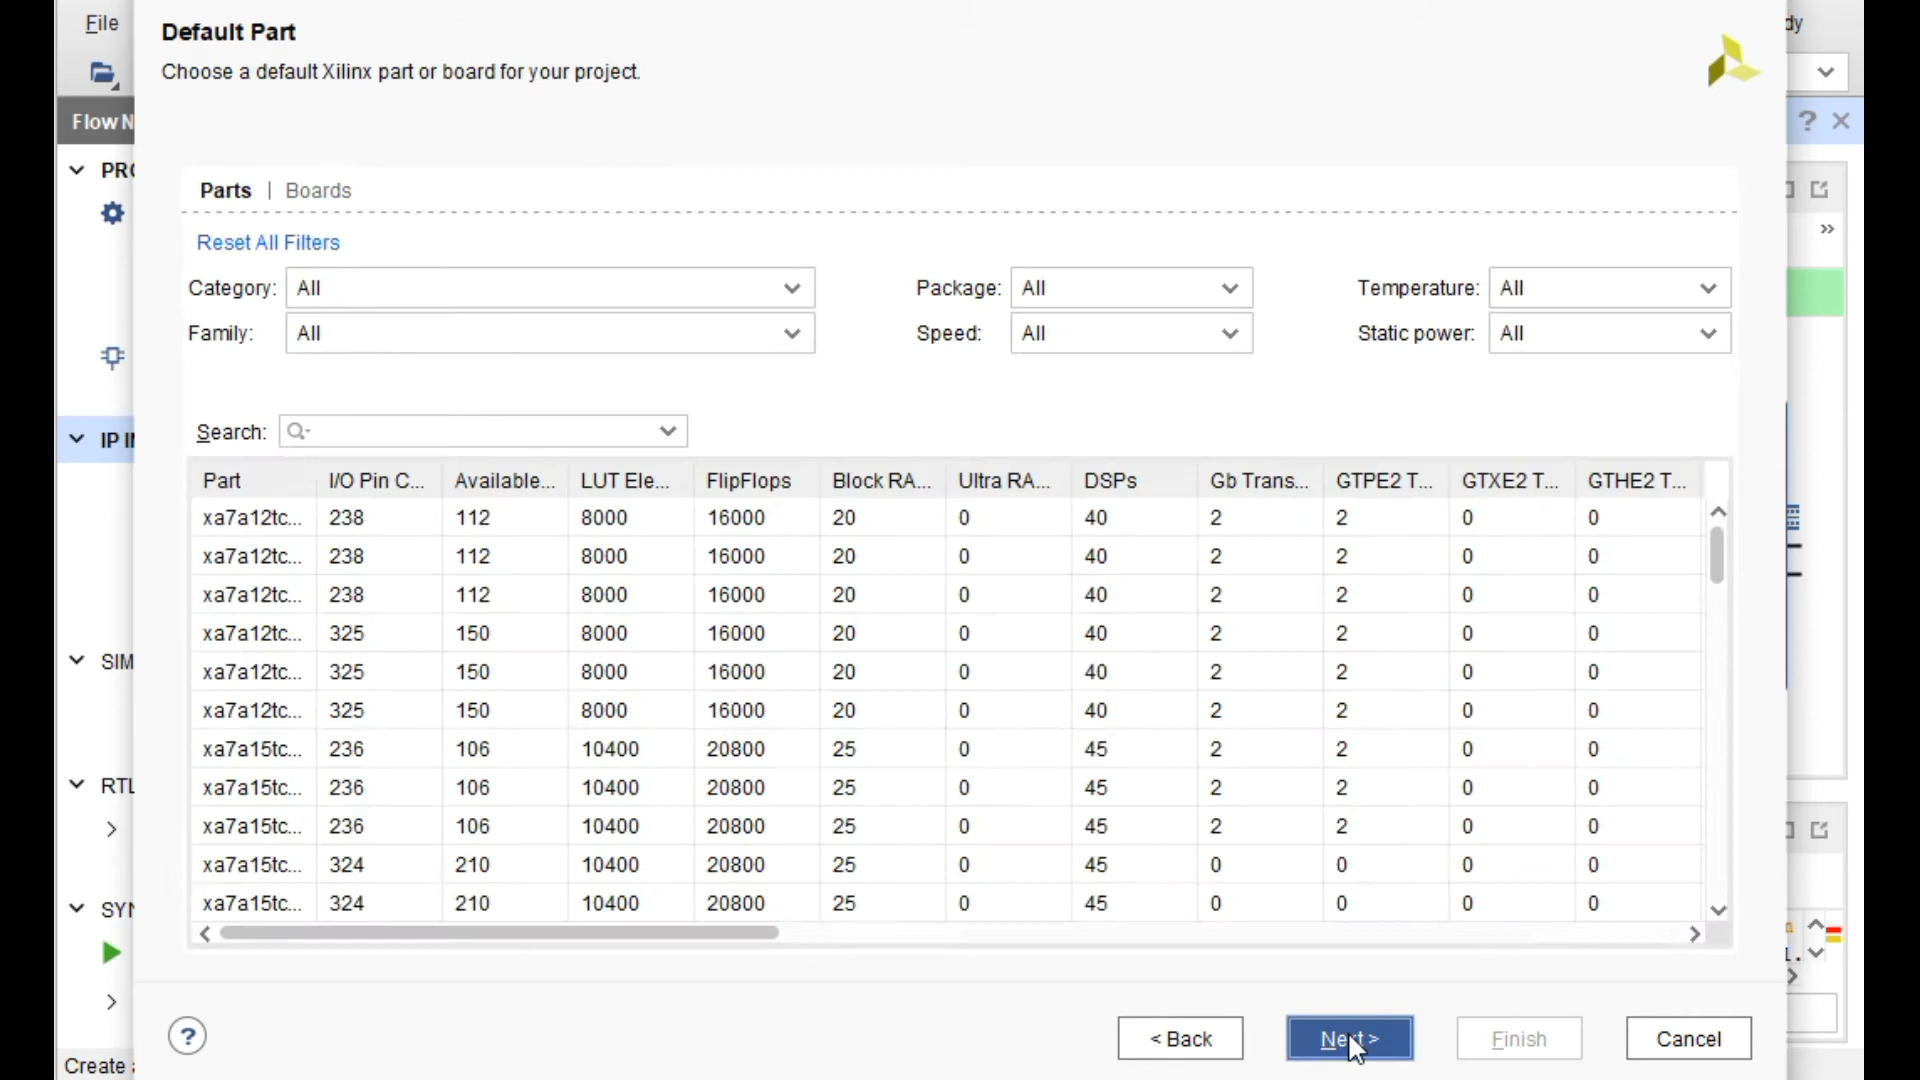 File
dy
Default Part
Choose a default Xilinx part or board for your project.
Flow N
? ×
PRO
Parts | Boards
Reset All Filters
Category: All Package: All Temperature: All
Family: All Speed: All Static power: All
Search:
IP IN
Part I/O Pin C... Available... LUT Ele... FlipFlops Block RA... Ultra RA... DSPs Gb Trans... GTPE2 T... GTXE2 T... GTHE2 T...
xa7a12tc... 238 112 8000 16000 20 0 40 2 2 0 0
xa7a12tc... 238 112 8000 16000 20 0 40 2 2 0 0
xa7a12tc... 238 112 8000 16000 20 0 40 2 2 0 0
xa7a12tc... 325 150 8000 16000 20 0 40 2 2 0 0
SIM
xa7a12tc... 325 150 8000 16000 20 0 40 2 2 0 0
xa7a12tc... 325 150 8000 16000 20 0 40 2 2 0 0
xa7a15tc... 236 106 10400 20800 25 0 45 2 2 0 0
RTL
xa7a15tc... 236 106 10400 20800 25 0 45 2 2 0 0
xa7a15tc... 236 106 10400 20800 25 0 45 2 2 0 0
xa7a15tc... 324 210 10400 20800 25 0 45 0 0 0 0
SYN
xa7a15tc... 324 210 10400 20800 25 0 45 0 0 0 0
?
< Back Next > Finish Cancel
Create